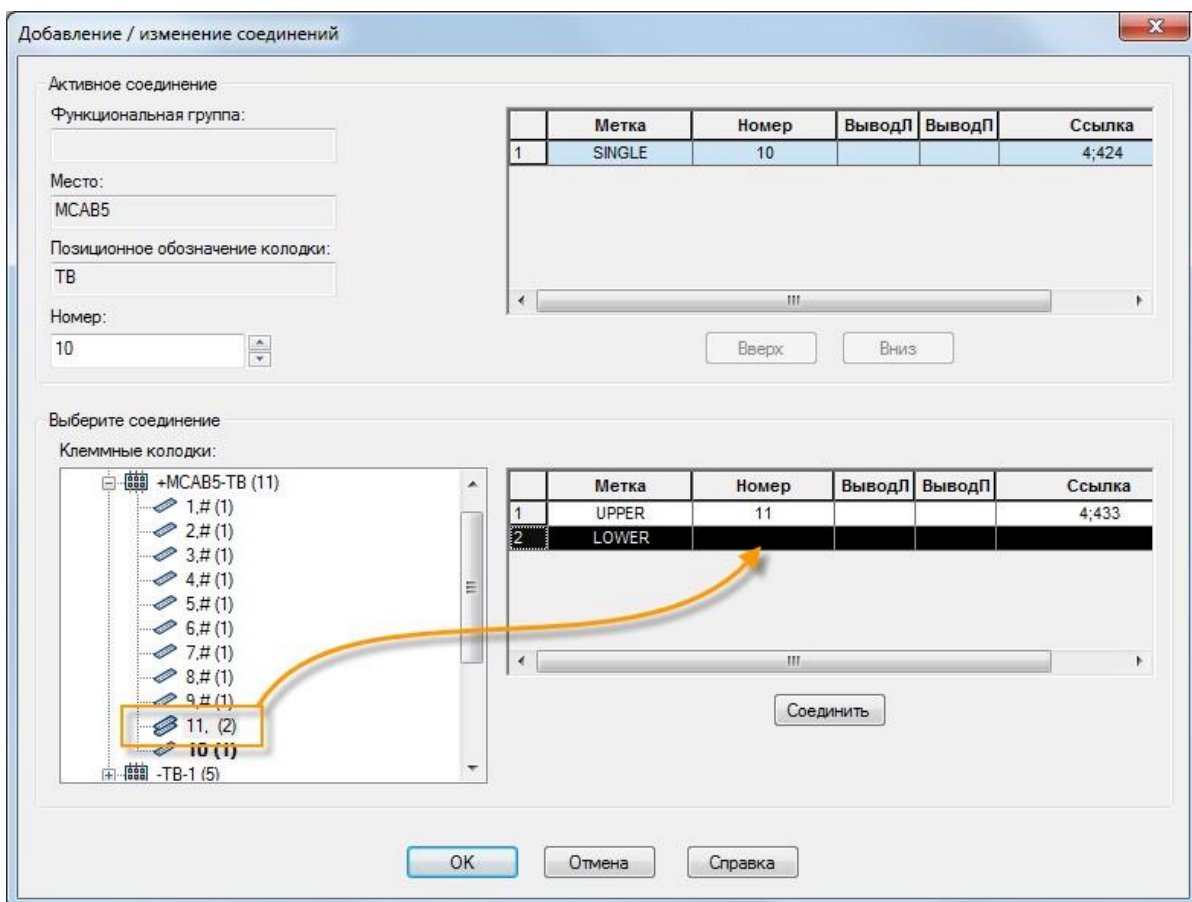 Добавление / изменение соединений
Активное соединение
Функциональная группа:
Место:
MCAB5
Позиционное обозначение колодки:
TB
Номер:
10
Метка Номер ВыводЛ ВыводП Ссылка
1 SINGLE 10 4;424
Вверх Вниз
Выберите соединение
Клеммные колодки:
+MCAB5-TB (11)
1,# (1)
2,# (1)
3,# (1)
4,# (1)
5,# (1)
6,# (1)
7,# (1)
8,# (1)
9,# (1)
11, (2)
10 (1)
-TB-1 (5)
Метка Номер ВыводЛ ВыводП Ссылка
1 UPPER 11 4;433
2 LOWER
Соединить
OK Отмена Справка